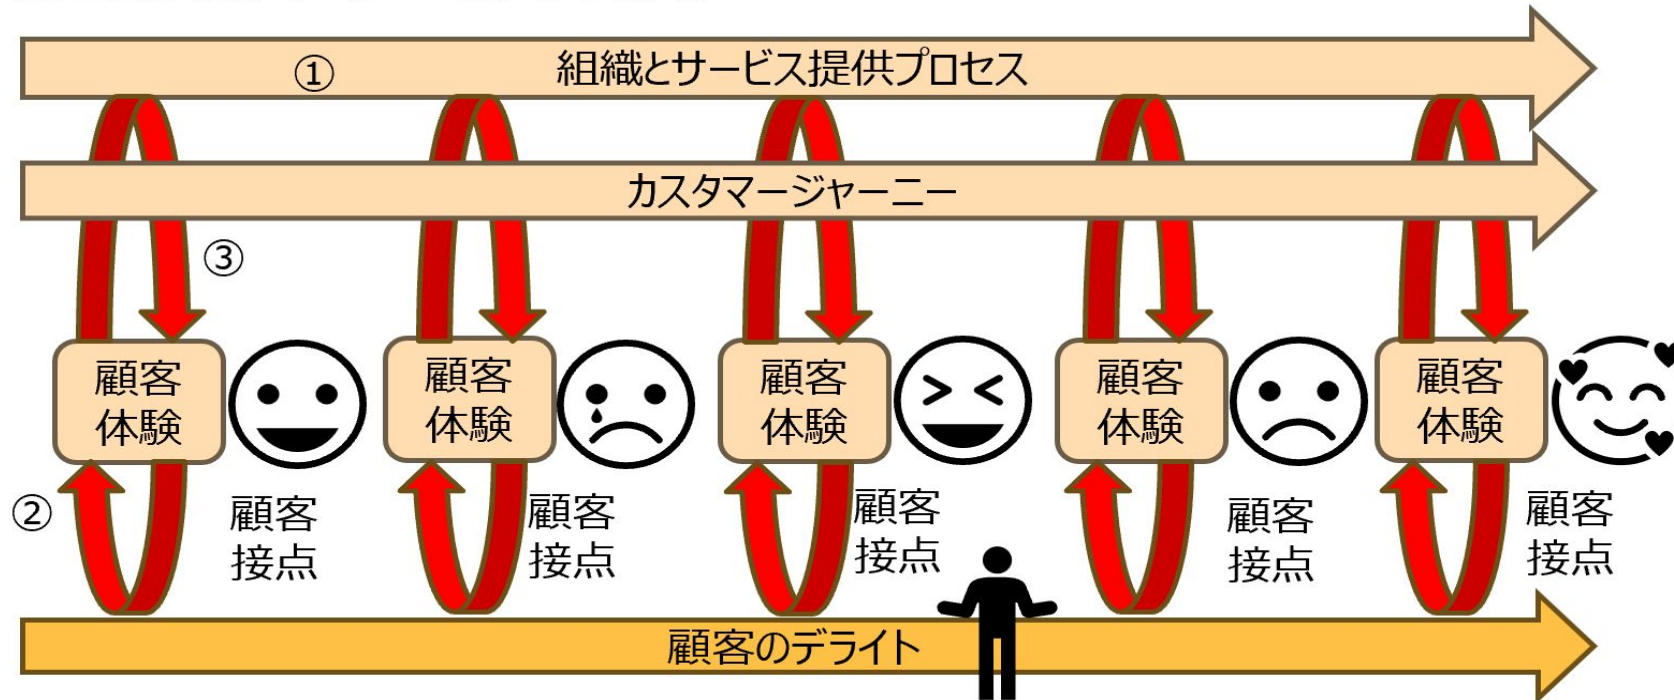 ① 組織とサービス提供プロセス
カスタマージャーニー
③
顧客
体験
顧客
体験
顧客
体験
顧客
体験
顧客
体験
②
顧客
接点
顧客
接点
顧客
接点
顧客
接点
顧客
接点
顧客のデライト